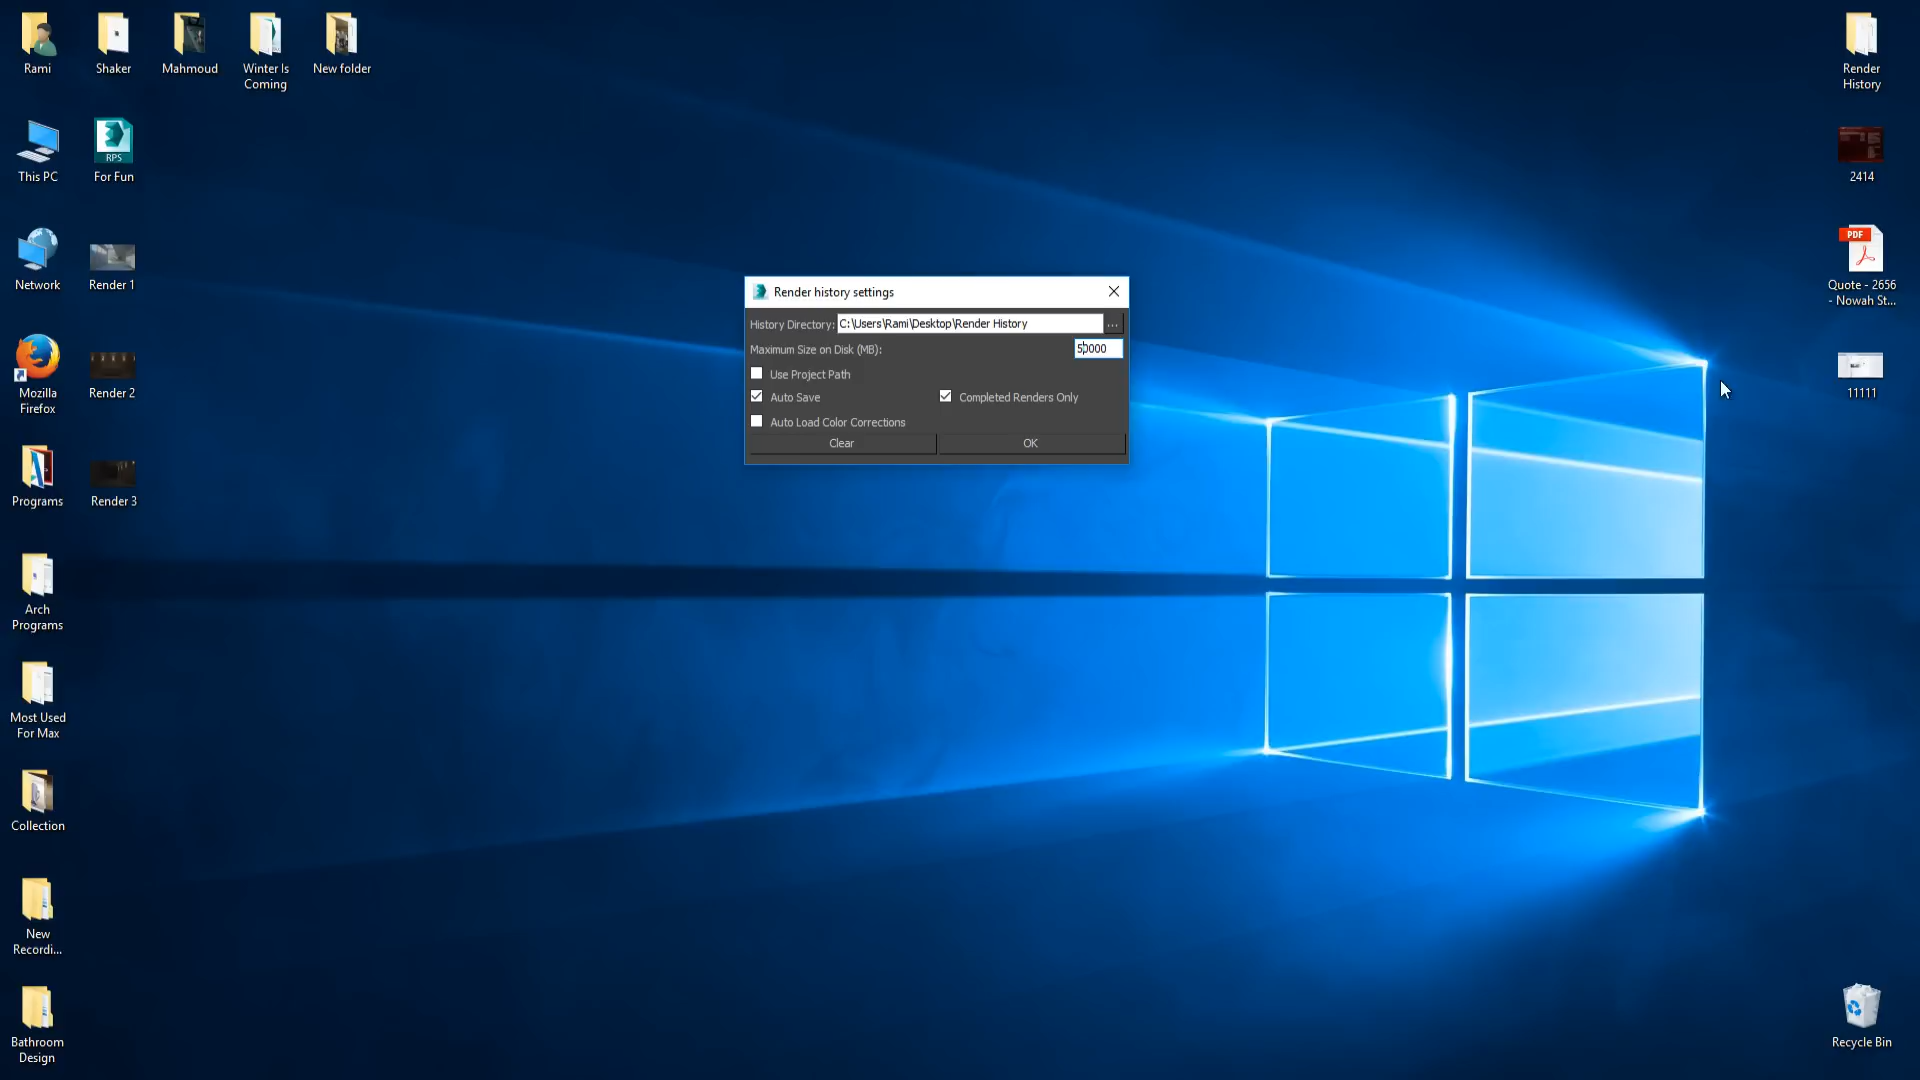 Rami
Shaker
Mahmoud
Winter Is
Coming
New folder
Render
History
This PC
RPS
For Fun
2414
Network
Render 1
PDF
Quote - 2656
- Nowah St...
Render history settings
History Directory:
C:\Users\Rami\Desktop\Render History
...
Maximum Size on Disk (MB):
50000
Use Project Path
Auto Save
Completed Renders Only
Auto Load Color Corrections
Clear
OK
Mozilla
Firefox
Render 2
11111
Programs
Render 3
Arch
Programs
Most Used
For Max
Collection
New
Recordi...
Bathroom
Design
Recycle Bin